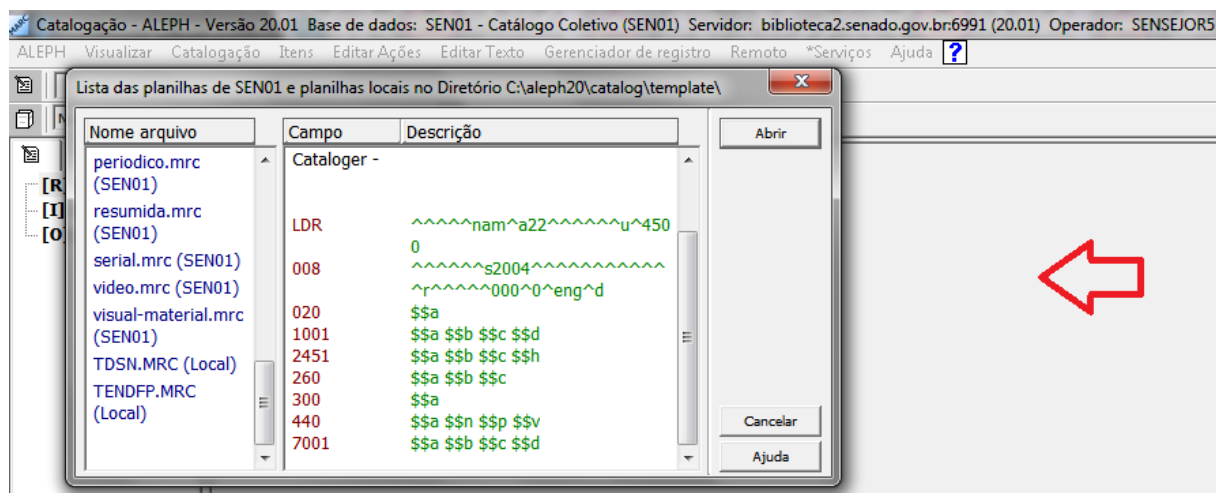 Catalogação - ALEPH - Versão 20.01 Base de dados: SEN01 - Catálogo Coletivo (SEN01) Servidor: biblioteca2.senado.gov.br:6991 (20.01) Operador: SENSEJOR5
ALEPH Visualizar Catalogação Itens Editar Ações Editar Texto Gerenciador de registro Remoto *Serviços Ajuda ?
Lista das planilhas de SEN01 e planilhas locais no Diretório C:\aleph20\catalog\template\
Nome arquivo
periodico.mrc
(SEN01)
resumida.mrc
(SEN01)
serial.mrc (SEN01)
video.mrc (SEN01)
visual-material.mrc
(SEN01)
TDSN.MRC (Local)
TENDFP.MRC
(Local)
Campo Descrição
Cataloger -
LDR ^^^^^nam^a22^^^^^^u^450
0
008 ^^^^^^s2004^^^^^^^^^^^
^r^^^^^000^0^eng^d
020 $$a
1001 $$a $$b $$c $$d
2451 $$a $$b $$c $$h
260 $$a $$b $$c
300 $$a
440 $$a $$n $$p $$v
7001 $$a $$b $$c $$d
Abrir
Cancelar
Ajuda
[R]
[I]
[O]